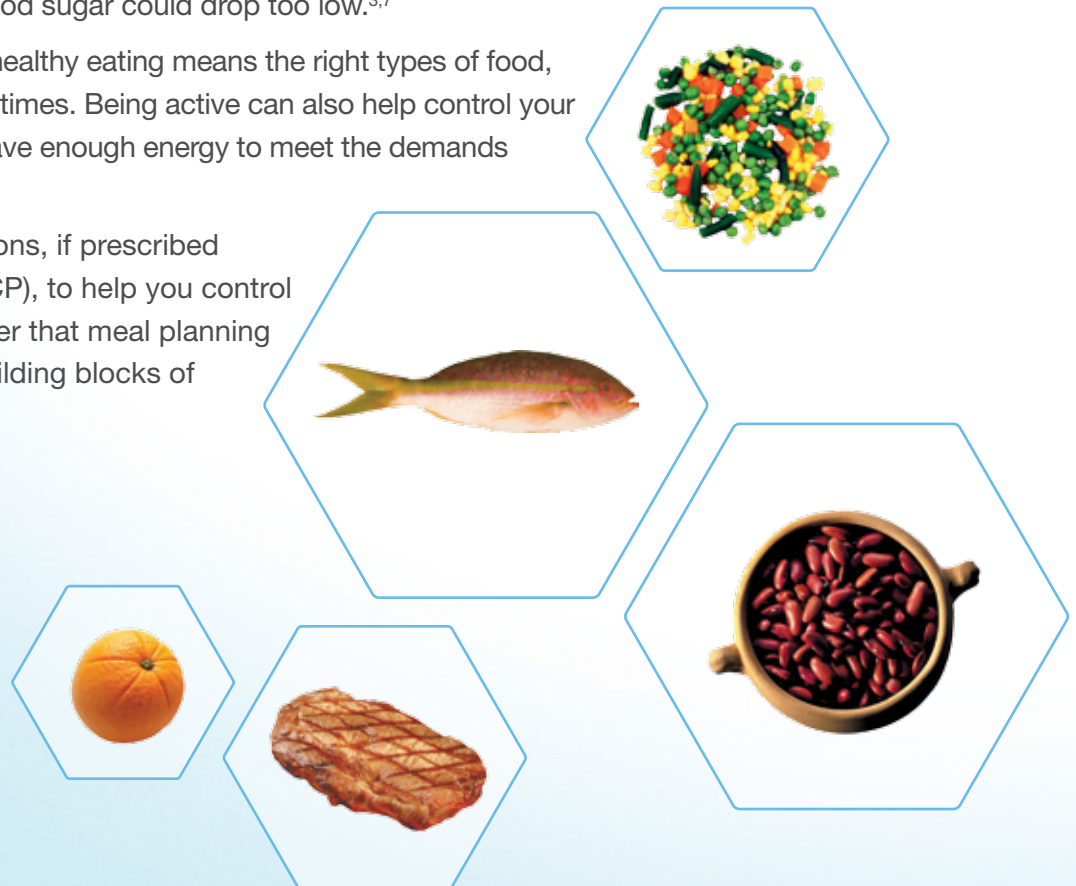 od sugar could drop too low.³,⁷
healthy eating means the right types of food,
times. Being active can also help control your
ave enough energy to meet the demands
ons, if prescribed
CP), to help you control
er that meal planning
ilding blocks of